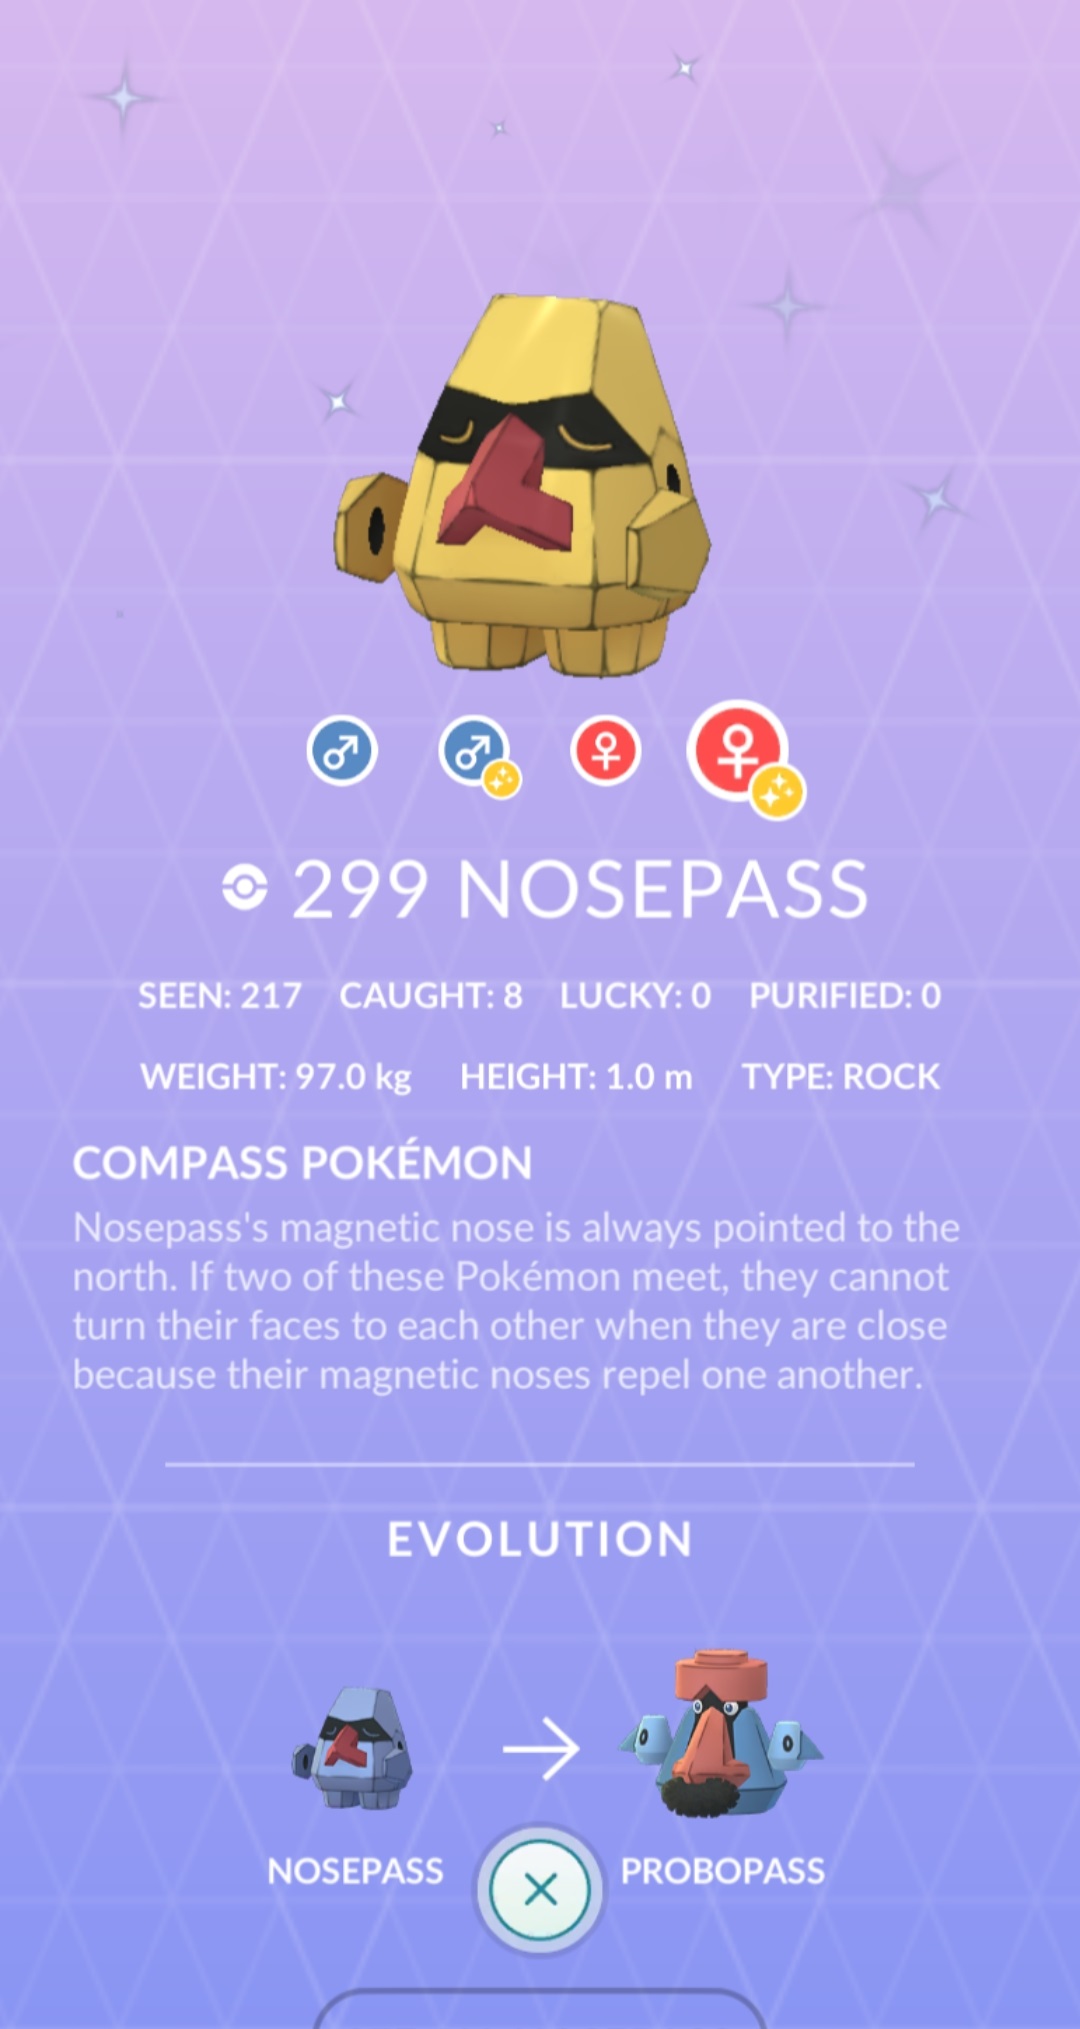 299 NOSEPASS
SEEN: 217 CAUGHT: 8 LUCKY: 0 PURIFIED: 0
WEIGHT: 97.0 kg HEIGHT: 1.0 m TYPE: ROCK
COMPASS POKÉMON
Nosepass's magnetic nose is always pointed to the
north. If two of these Pokémon meet, they cannot
turn their faces to each other when they are close
because their magnetic noses repel one another.
EVOLUTION
NOSEPASS PROBOPASS